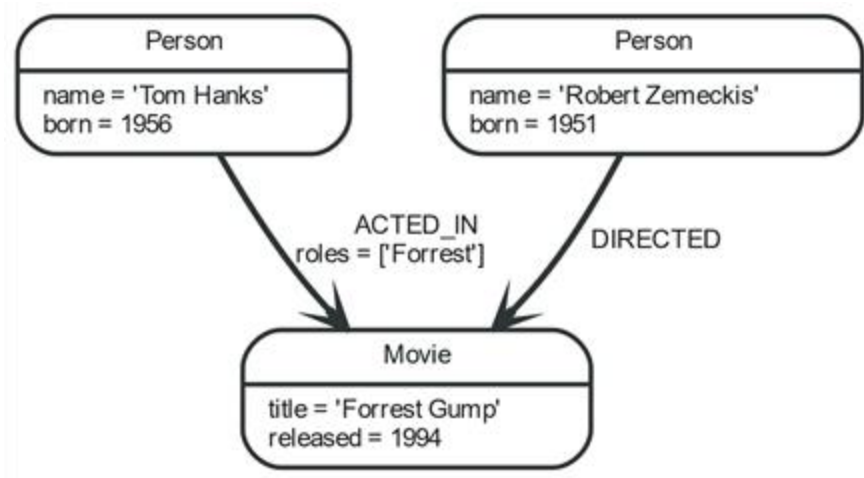 Person
name = 'Tom Hanks'
born = 1956
Person
name = 'Robert Zemeckis'
born = 1951
ACTED_IN
roles = ['Forrest']
DIRECTED
Movie
title = 'Forrest Gump'
released = 1994